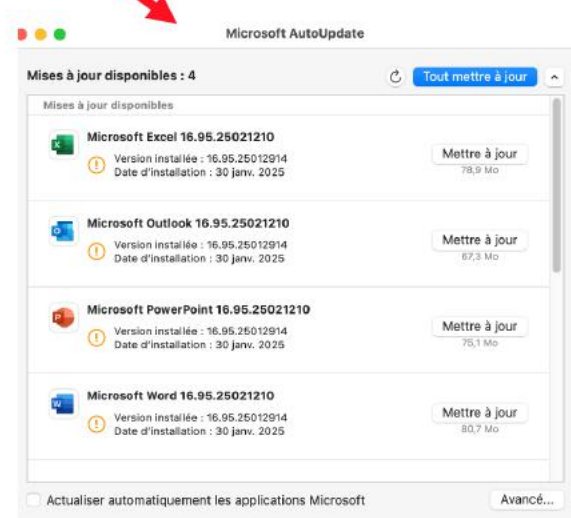 Microsoft AutoUpdate
Mises à jour disponibles : 4
Tout mettre à jour
Mises à jour disponibles
Microsoft Excel 16.95.25021210
Version installée : 16.95.25012914
Date d'installation : 30 janv. 2025
Mettre à jour
78,9 Mo
Microsoft Outlook 16.95.25021210
Version installée : 16.95.25012914
Date d'installation : 30 janv. 2025
Mettre à jour
67,3 Mo
Microsoft PowerPoint 16.95.25021210
Version installée : 16.95.25012914
Date d'installation : 30 janv. 2025
Mettre à jour
75,1 Mo
Microsoft Word 16.95.25021210
Version installée : 16.95.25012914
Date d'installation : 30 janv. 2025
Mettre à jour
80,7 Mo
Actualiser automatiquement les applications Microsoft
Avancé...